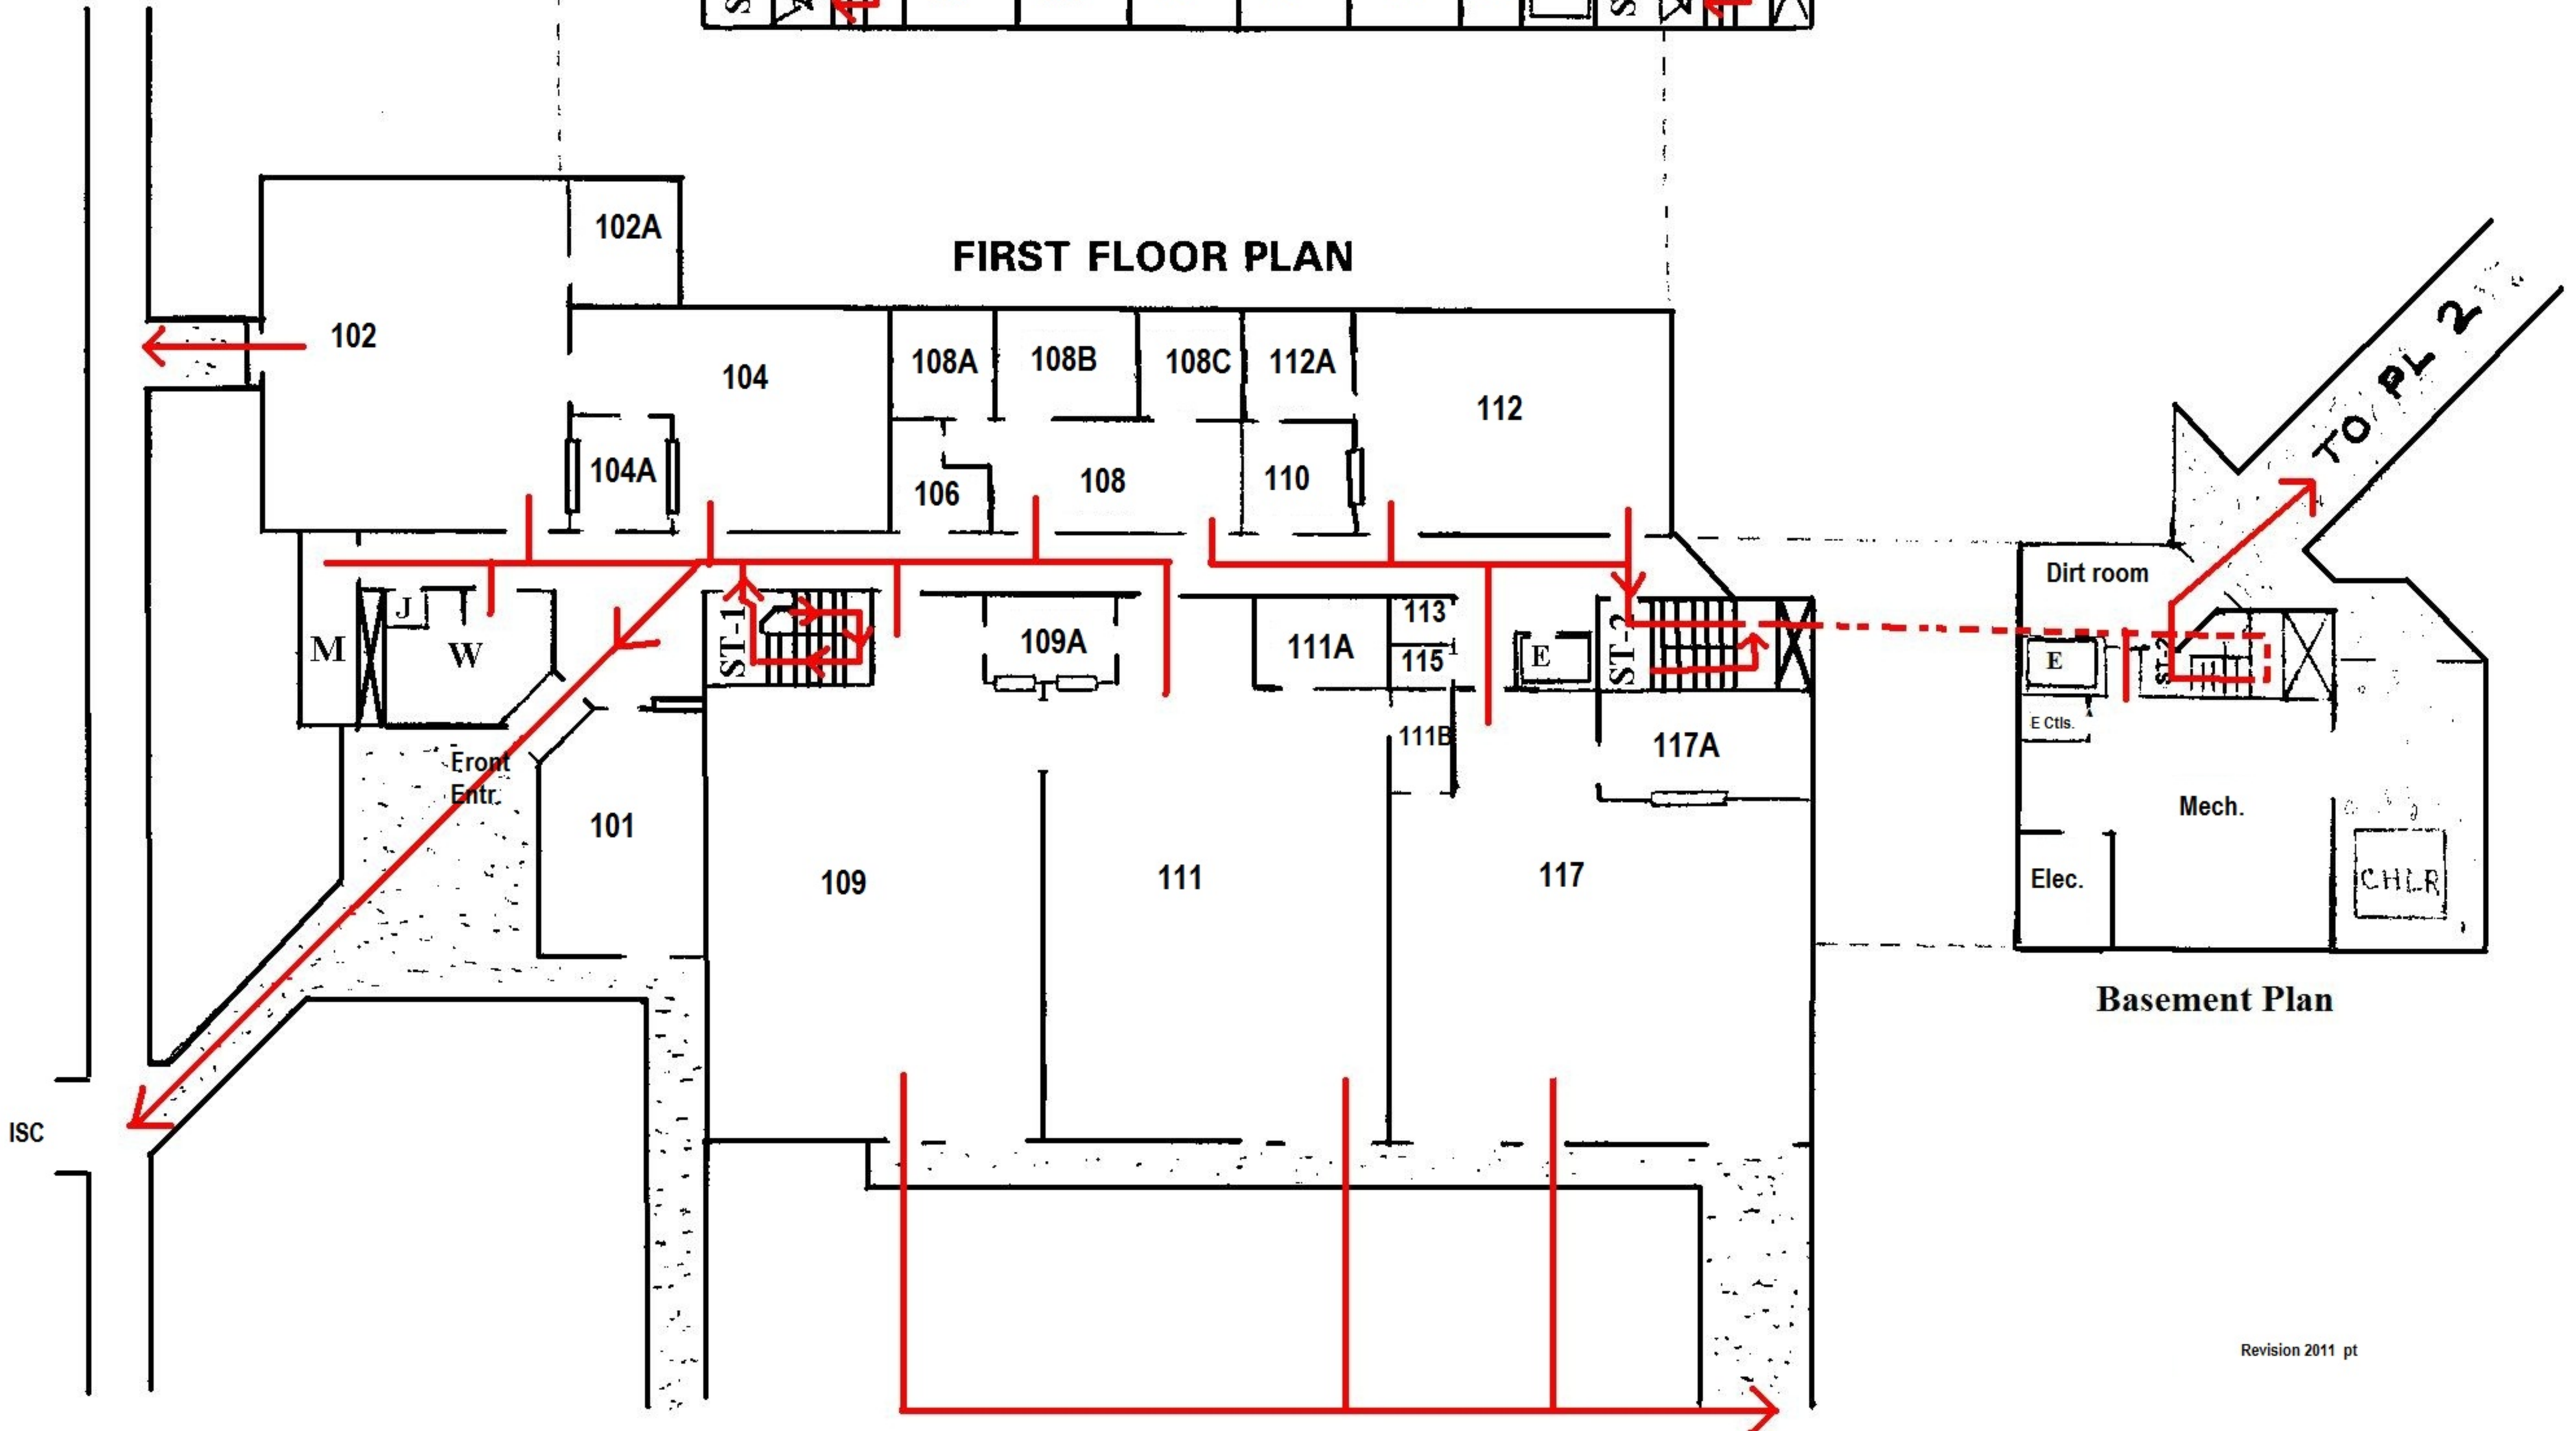 FIRST FLOOR PLAN
102A
102
104
108A
108B
108C
112A
112
104A
106
108
110
TO PL 2
Dirt room
M
J
W
ST-1
109A
111A
113
115
E
ST-2
E
ST-2
E Ctls.
Front
Entr.
111B
117A
101
109
111
117
Mech.
Elec.
CHLR
Basement Plan
ISC
Revision 2011 pt